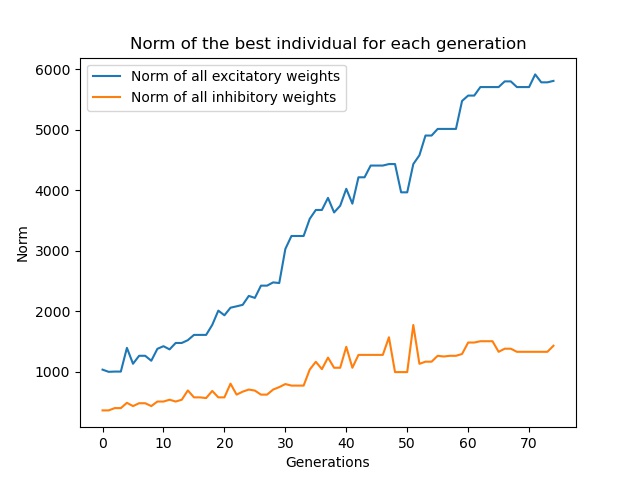 Norm of the best individual for each generation
Norm of all excitatory weights
Norm of all inhibitory weights
6000
5000
4000
3000
2000
1000
Norm
0 10 20 30 40 50 60 70
Generations